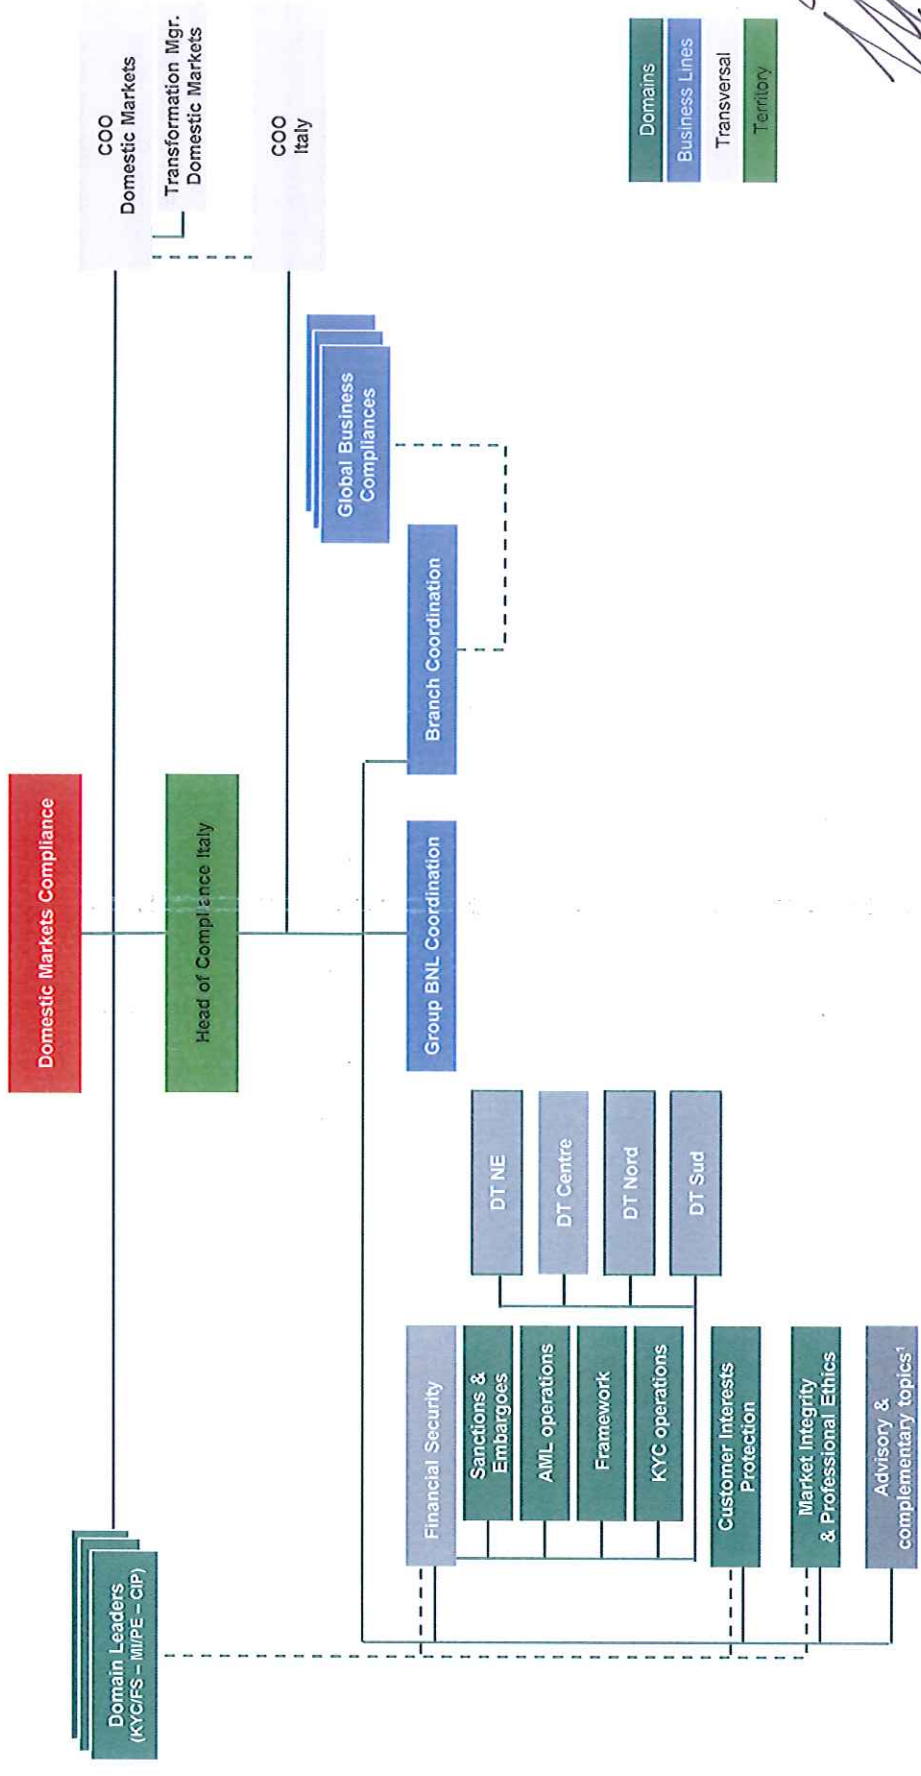 Domestic Markets Compliance
Domain Leaders
(KYC/FS – MI/PE – CIP)
COO
Domestic Markets
Transformation Mgr.
Domestic Markets
Head of Compliance Italy
COO
Italy
Global Business
Compliances
Financial Security
Group BNL Coordination
Branch Coordination
Sanctions &
Embargoes
AML operations
Framework
KYC operations
DT NE
DT Centre
DT Nord
DT Sud
Customer Interests
Protection
Market Integrity
& Professional Ethics
Advisory &
complementary topics¹
Domains
Business Lines
Transversal
Territory